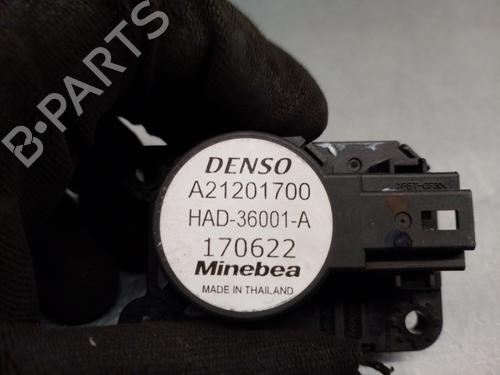 B-PARTS
DENSO
A21201700
HAD-36001-A
170622
Minebea
MADE IN THAILAND